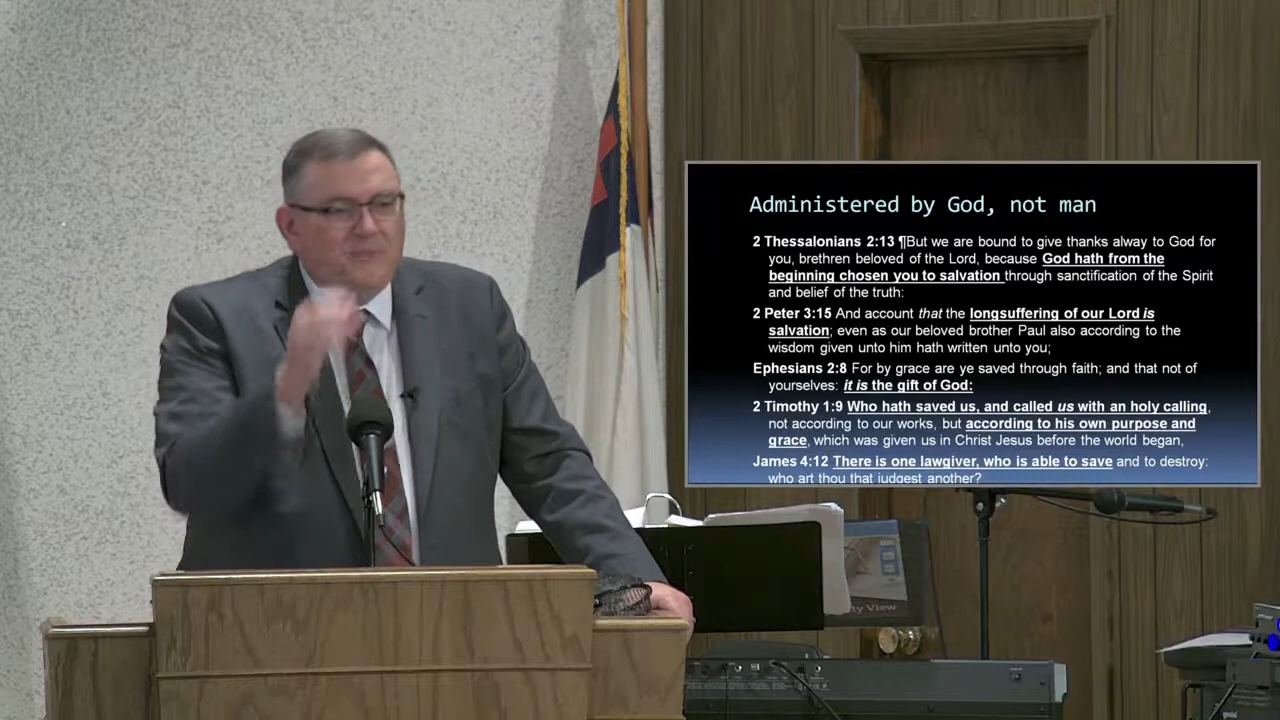 Administered by God, not man
2 Thessalonians 2:13 ¶But we are bound to give thanks alway to God for
you, brethren beloved of the Lord, because God hath from the
beginning chosen you to salvation through sanctification of the Spirit
and belief of the truth:
2 Peter 3:15 And account that the longsuffering of our Lord is
salvation; even as our beloved brother Paul also according to the
wisdom given unto him hath written unto you;
Ephesians 2:8 For by grace are ye saved through faith; and that not of
yourselves: it is the gift of God:
2 Timothy 1:9 Who hath saved us, and called us with an holy calling,
not according to our works, but according to his own purpose and
grace, which was given us in Christ Jesus before the world began,
James 4:12 There is one lawgiver, who is able to save and to destroy:
who art thou that judgest another?
View